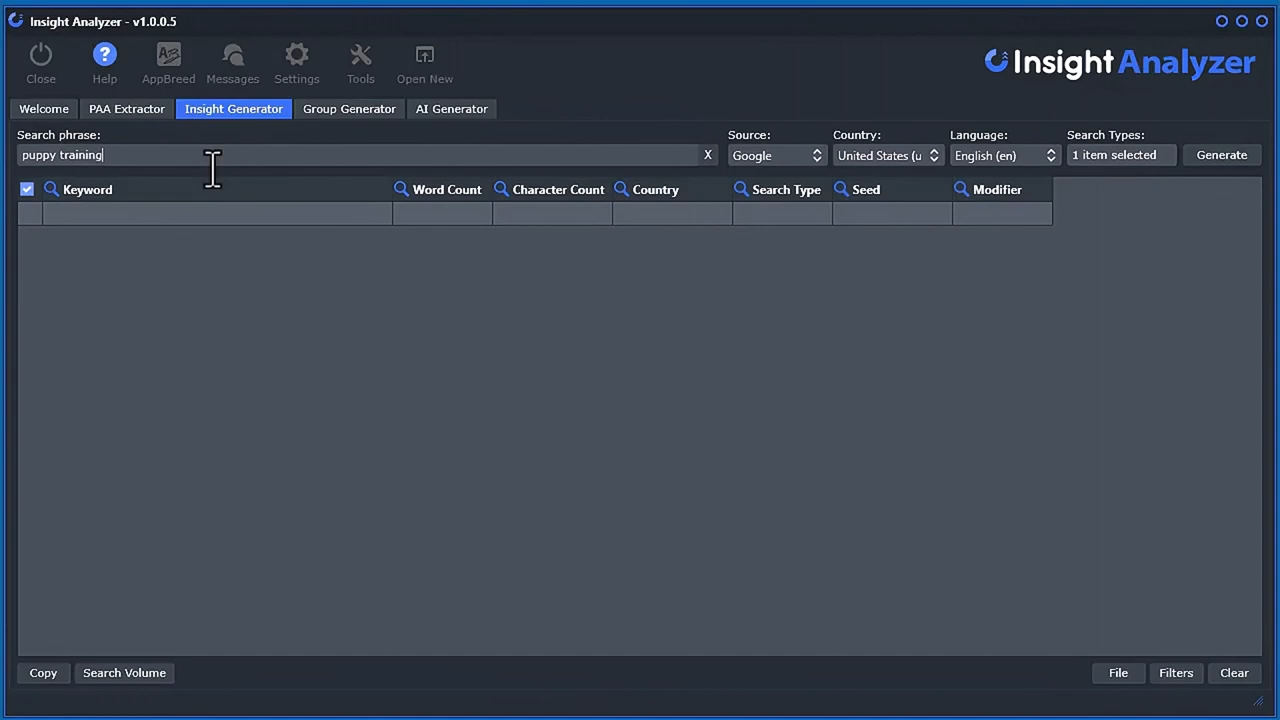 Insight Analyzer - v1.0.0.5
Close
Help
AppBreed
Messages
Settings
Tools
Open New
InsightAnalyzer
Welcome
PAA Extractor
Insight Generator
Group Generator
AI Generator
Search phrase:
Source:
Country:
Language:
Search Types:
puppy training
X
Google
United States (u
English (en)
1 item selected
Generate
Keyword
Word Count
Character Count
Country
Search Type
Seed
Modifier
Copy
Search Volume
File
Filters
Clear